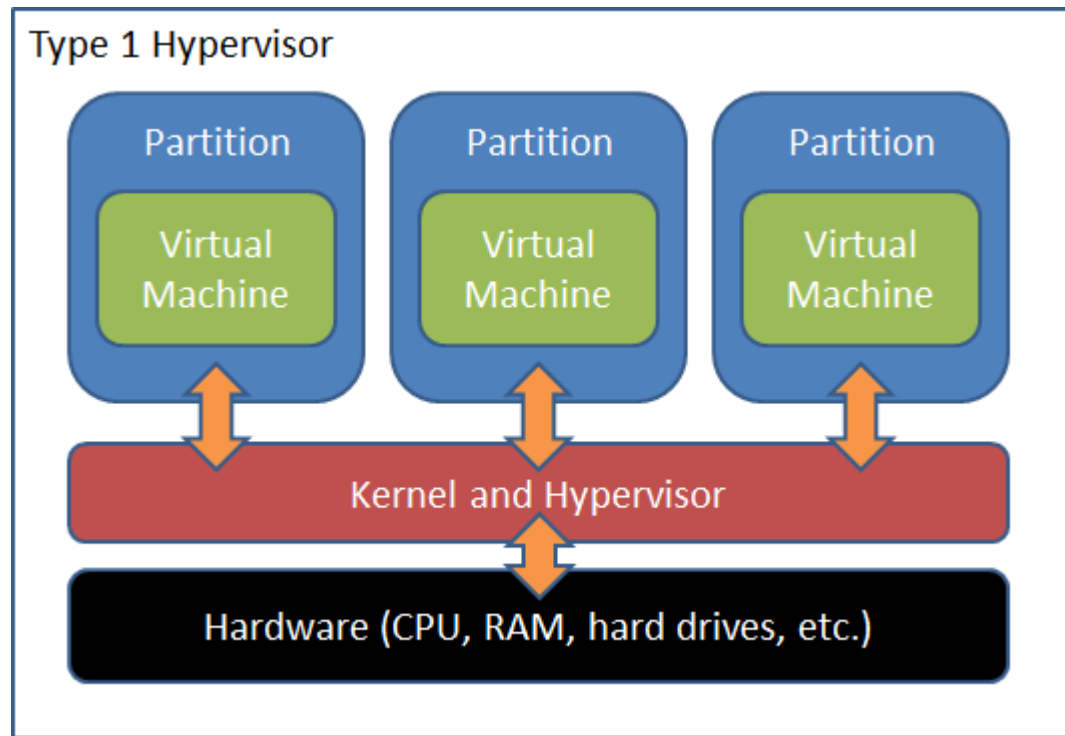 Type 1 Hypervisor
Partition
Virtual
Machine
Partition
Virtual
Machine
Partition
Virtual
Machine
Kernel and Hypervisor
Hardware (CPU, RAM, hard drives, etc.)